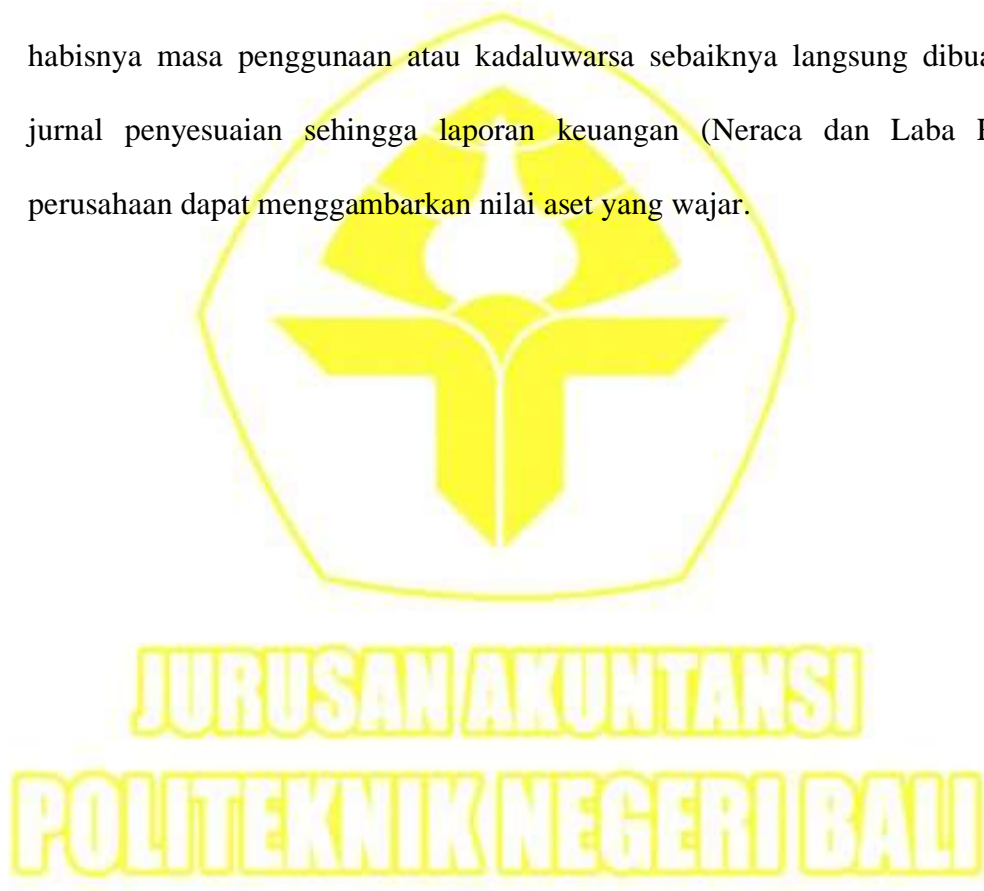 habisnya masa penggunaan atau kadaluwarsa sebaiknya langsung dibua
jurnal penyesuaian sehingga laporan keuangan (Neraca dan Laba
perusahaan dapat menggambarkan nilai aset yang wajar.
JURUSAN AKUNTANSI
POLITEKNIK NEGERI BALI